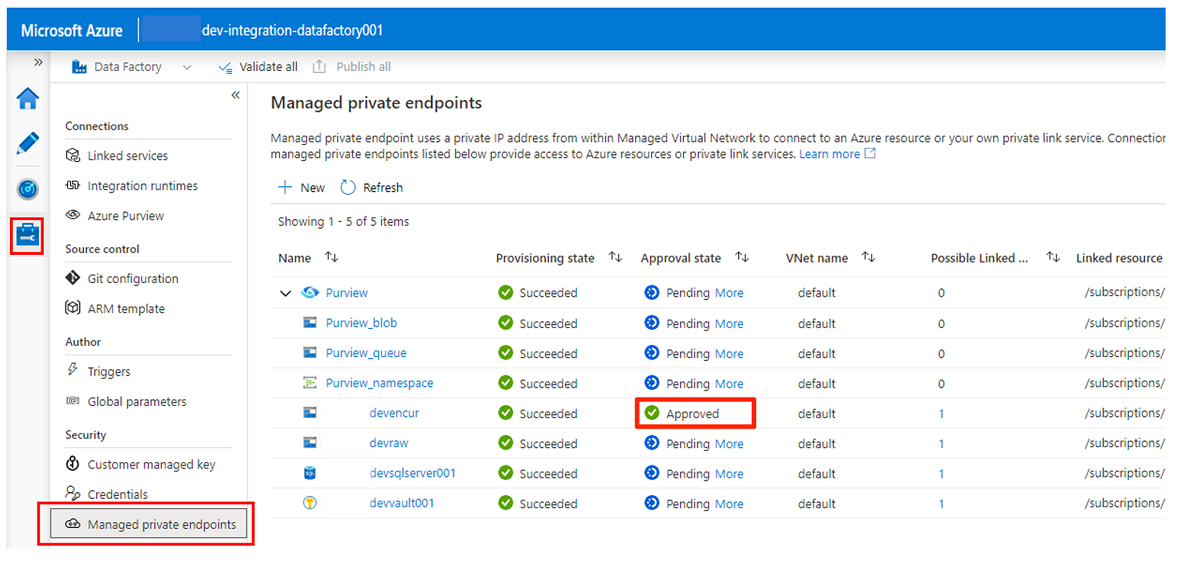 Microsoft Azure dev-integration-datafactory001
» Data Factory Validate all Publish all
«
Connections
Linked services
Integration runtimes
Azure Purview
Source control
Git configuration
ARM template
Author
Triggers
Global parameters
Security
Customer managed key
Credentials
Managed private endpoints
Managed private endpoints
Managed private endpoint uses a private IP address from within Managed Virtual Network to connect to an Azure resource or your own private link service. Connection
managed private endpoints listed below provide access to Azure resources or private link services. Learn more
New Refresh
Showing 1 - 5 of 5 items
Name Provisioning state Approval state VNet name Possible Linked ... Linked resource
Purview Succeeded Pending More default 0 /subscriptions/
Purview_blob Succeeded Pending More default 0 /subscriptions/
Purview_queue Succeeded Pending More default 0 /subscriptions/
Purview_namespace Succeeded Pending More default 0 /subscriptions/
devencur Succeeded Approved default 1 /subscriptions/
devraw Succeeded Pending More default 1 /subscriptions/
devsqlserver001 Succeeded Pending More default 1 /subscriptions/
devvault001 Succeeded Pending More default 1 /subscriptions/